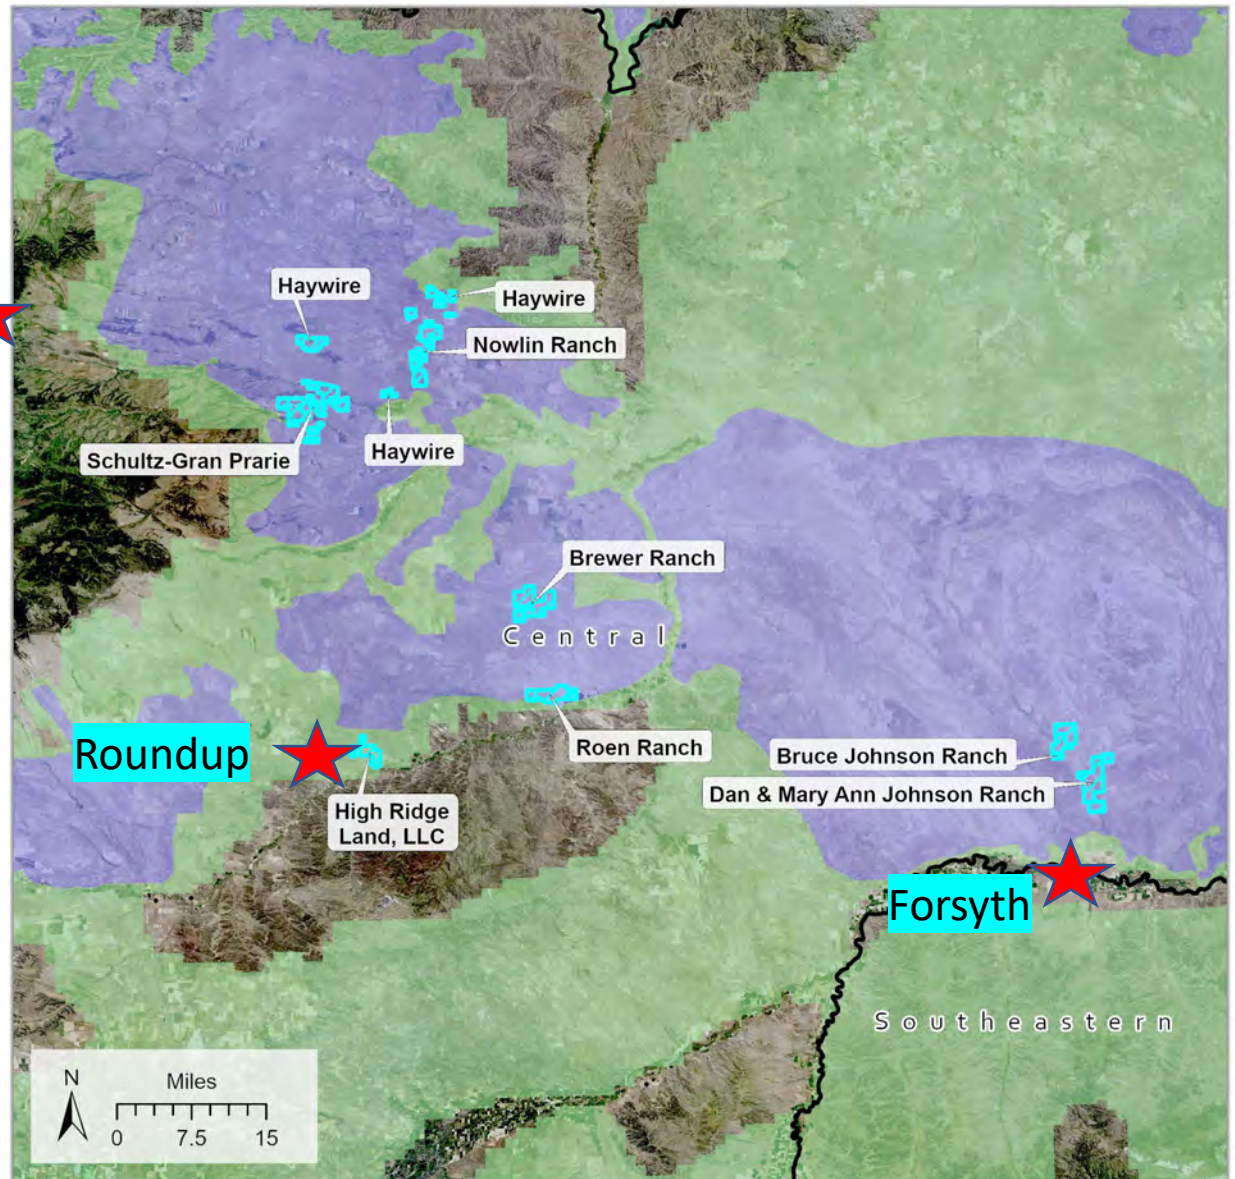 Haywire
Haywire
Nowlin Ranch
Haywire
Schultz-Gran Prarie
Brewer Ranch
Central
Roundup
Roen Ranch
Bruce Johnson Ranch
Dan & Mary Ann Johnson Ranch
High Ridge
Land, LLC
Forsyth
Southeastern
N
Miles
0 7.5 15